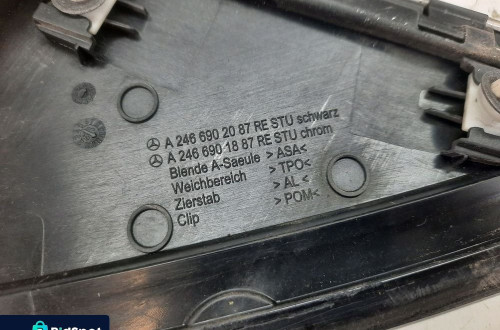 A 246 690 20 87 RE STU schwarz
A 246 690 18 87 RE STU chrom
Blende A-Saeule >ASA<
Weichbereich >TPO<
Zierstab >AL<
Clip >POM<
BidSpot